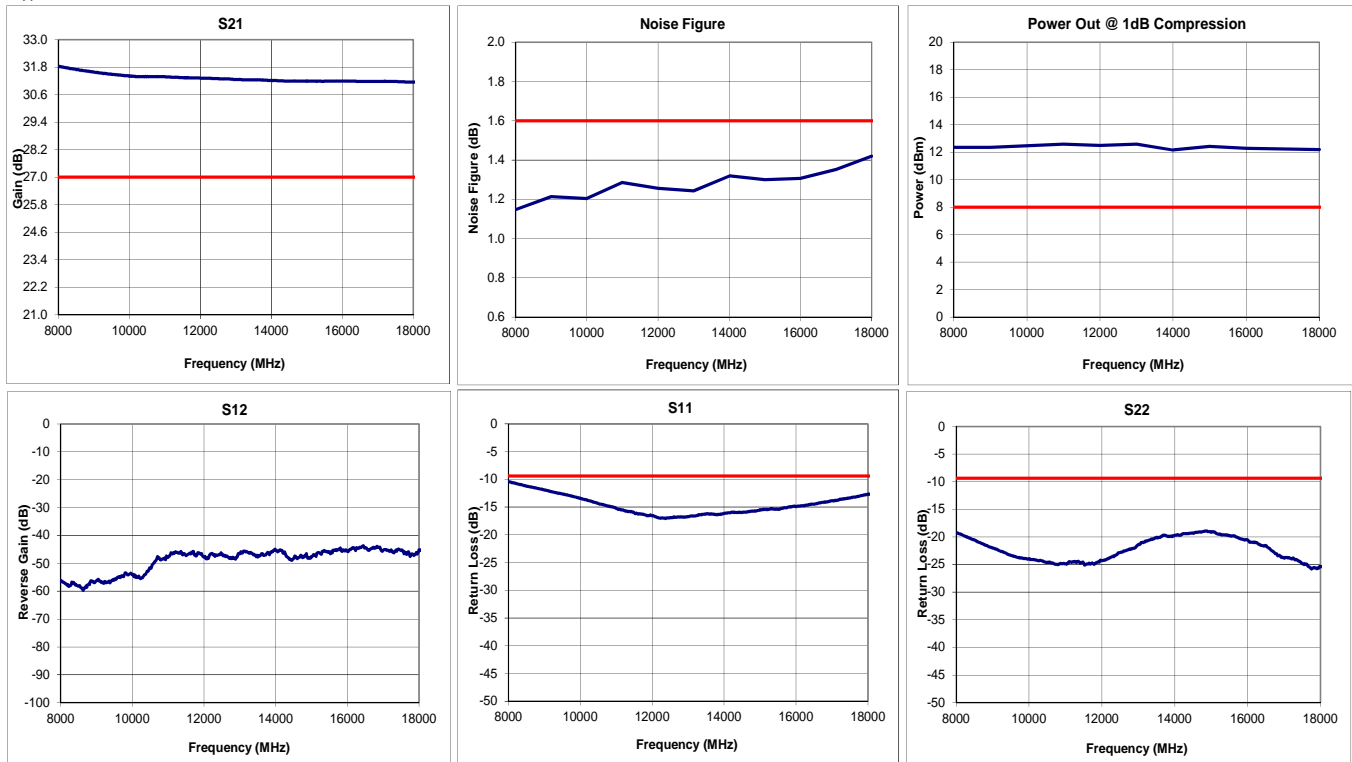 S21
Gain (dB)
33.0
31.8
30.6
29.4
28.2
27.0
25.8
24.6
23.4
22.2
21.0
8000 10000 12000 14000 16000 18000
Frequency (MHz)
Noise Figure
Noise Figure (dB)
2.0
1.8
1.6
1.4
1.2
1.0
0.8
0.6
8000 10000 12000 14000 16000 18000
Frequency (MHz)
Power Out @ 1dB Compression
Power (dBm)
20
18
16
14
12
10
8
6
4
2
0
8000 10000 12000 14000 16000 18000
Frequency (MHz)
S12
Reverse Gain (dB)
0
-10
-20
-30
-40
-50
-60
-70
-80
-90
-100
8000 10000 12000 14000 16000 18000
Frequency (MHz)
S11
Return Loss (dB)
0
-5
-10
-15
-20
-25
-30
-35
-40
-45
-50
8000 10000 12000 14000 16000 18000
Frequency (MHz)
S22
Return Loss (dB)
0
-5
-10
-15
-20
-25
-30
-35
-40
-45
-50
8000 10000 12000 14000 16000 18000
Frequency (MHz)